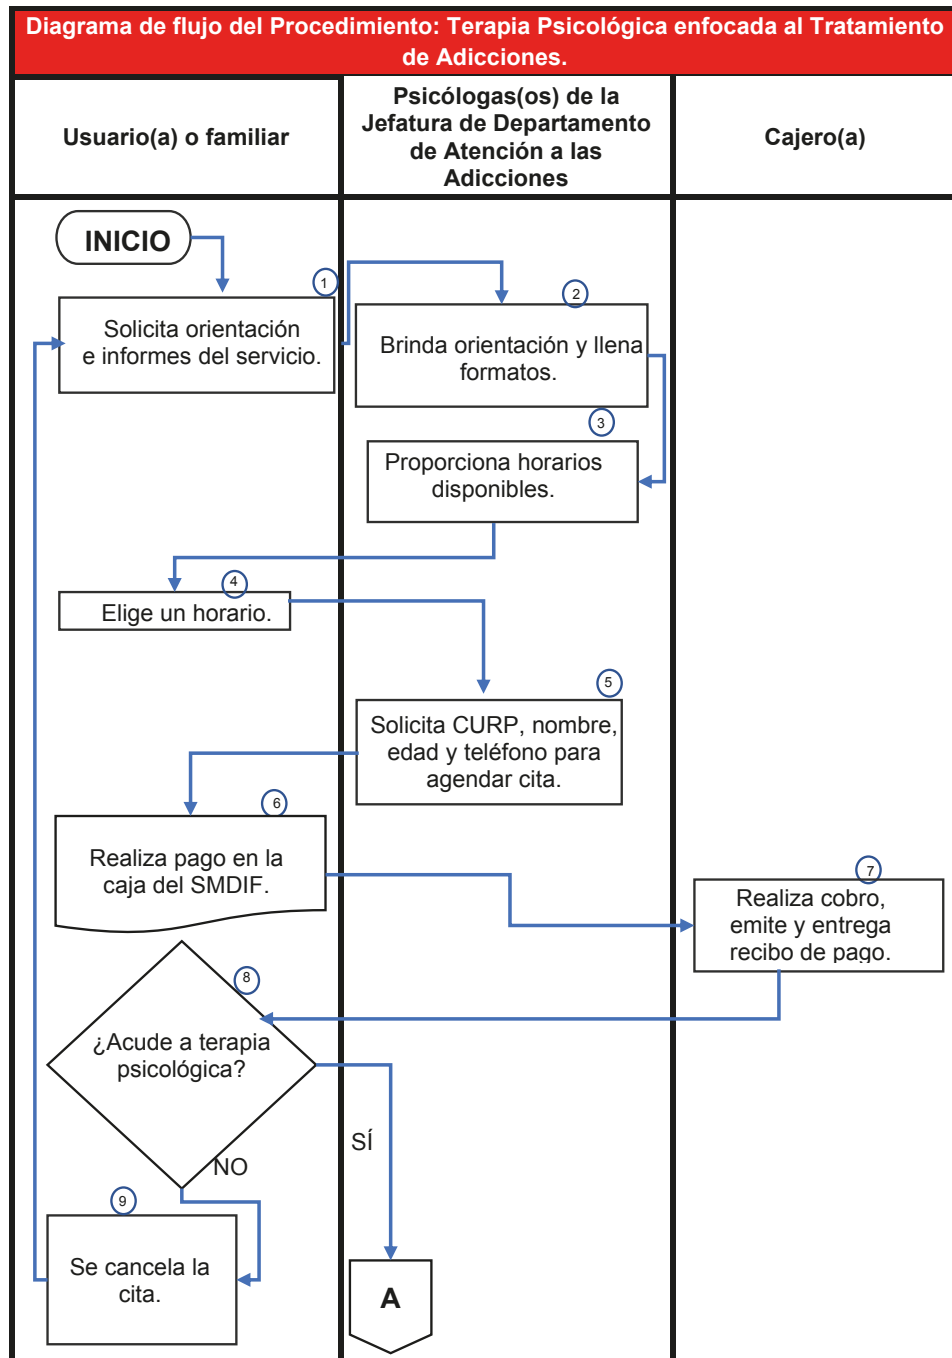 Diagrama de flujo del Procedimiento: Terapia Psicológica enfocada al Tratamiento
de Adicciones.
Usuario(a) o familiar
Psicólogas(os) de la
Jefatura de Departamento
de Atención a las
Adicciones
Cajero(a)
INICIO
1
Solicita orientación
e informes del servicio.
2
Brinda orientación y llena
formatos.
3
Proporciona horarios
disponibles.
4
Elige un horario.
5
Solicita CURP, nombre,
edad y teléfono para
agendar cita.
6
Realiza pago en la
caja del SMDIF.
7
Realiza cobro,
emite y entrega
recibo de pago.
8
¿Acude a terapia
psicológica?
SÍ
NO
9
Se cancela la
cita.
A